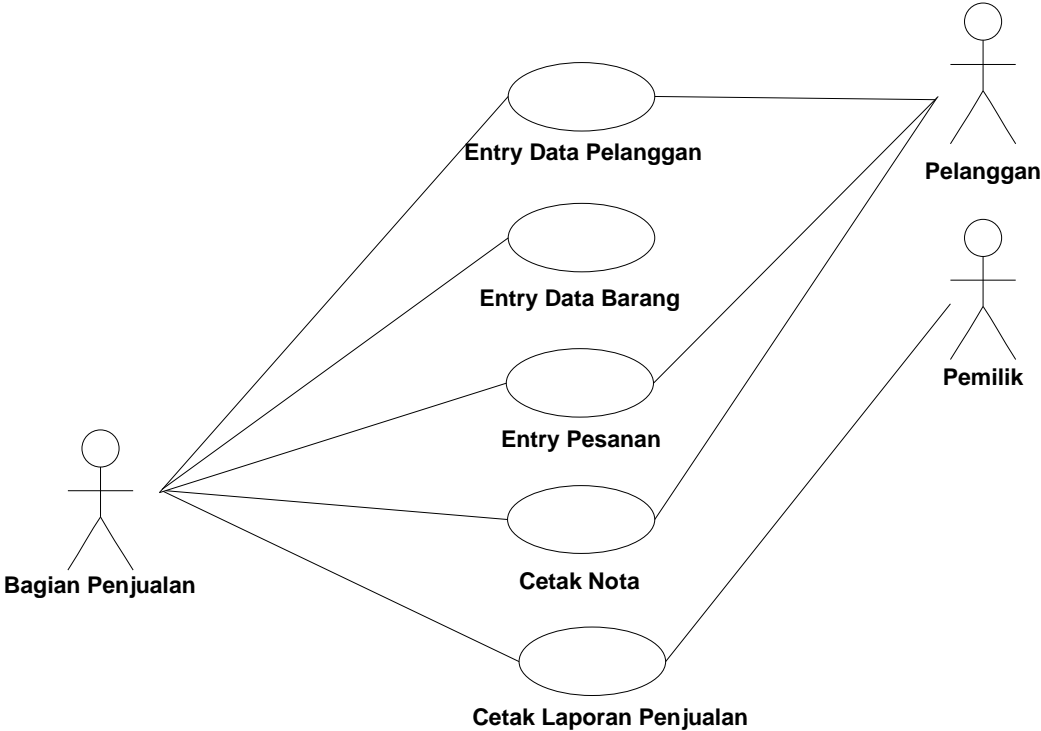 Entry Data Pelanggan
Pelanggan
Entry Data Barang
Pemilik
Entry Pesanan
Bagian Penjualan
Cetak Nota
Cetak Laporan Penjualan